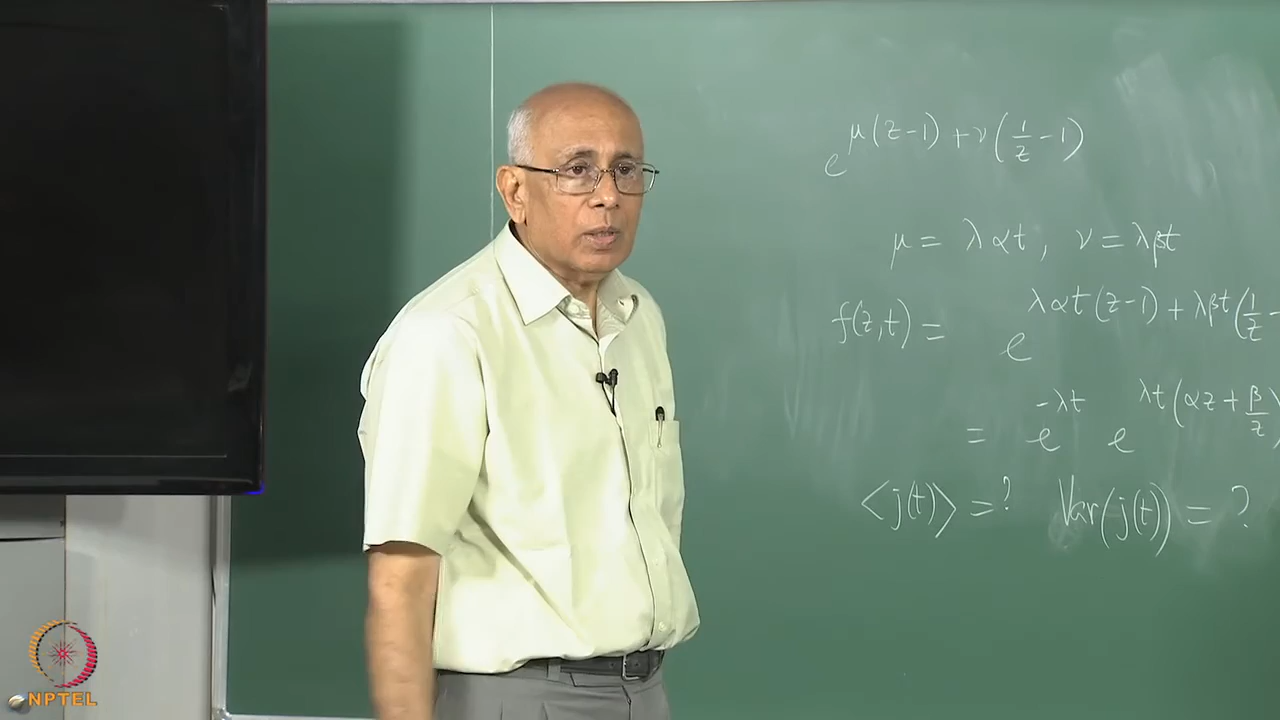 e^{μ(z-1) + ν(1/z - 1)}
μ = λαt, ν = λβt
f(z,t) = e^{λαt(z-1) + λβt(1/z -
= e^{-λt} e^{λt(αz + β/z)}
<j(t)> = ? Var(j(t)) = ?
NPTEL